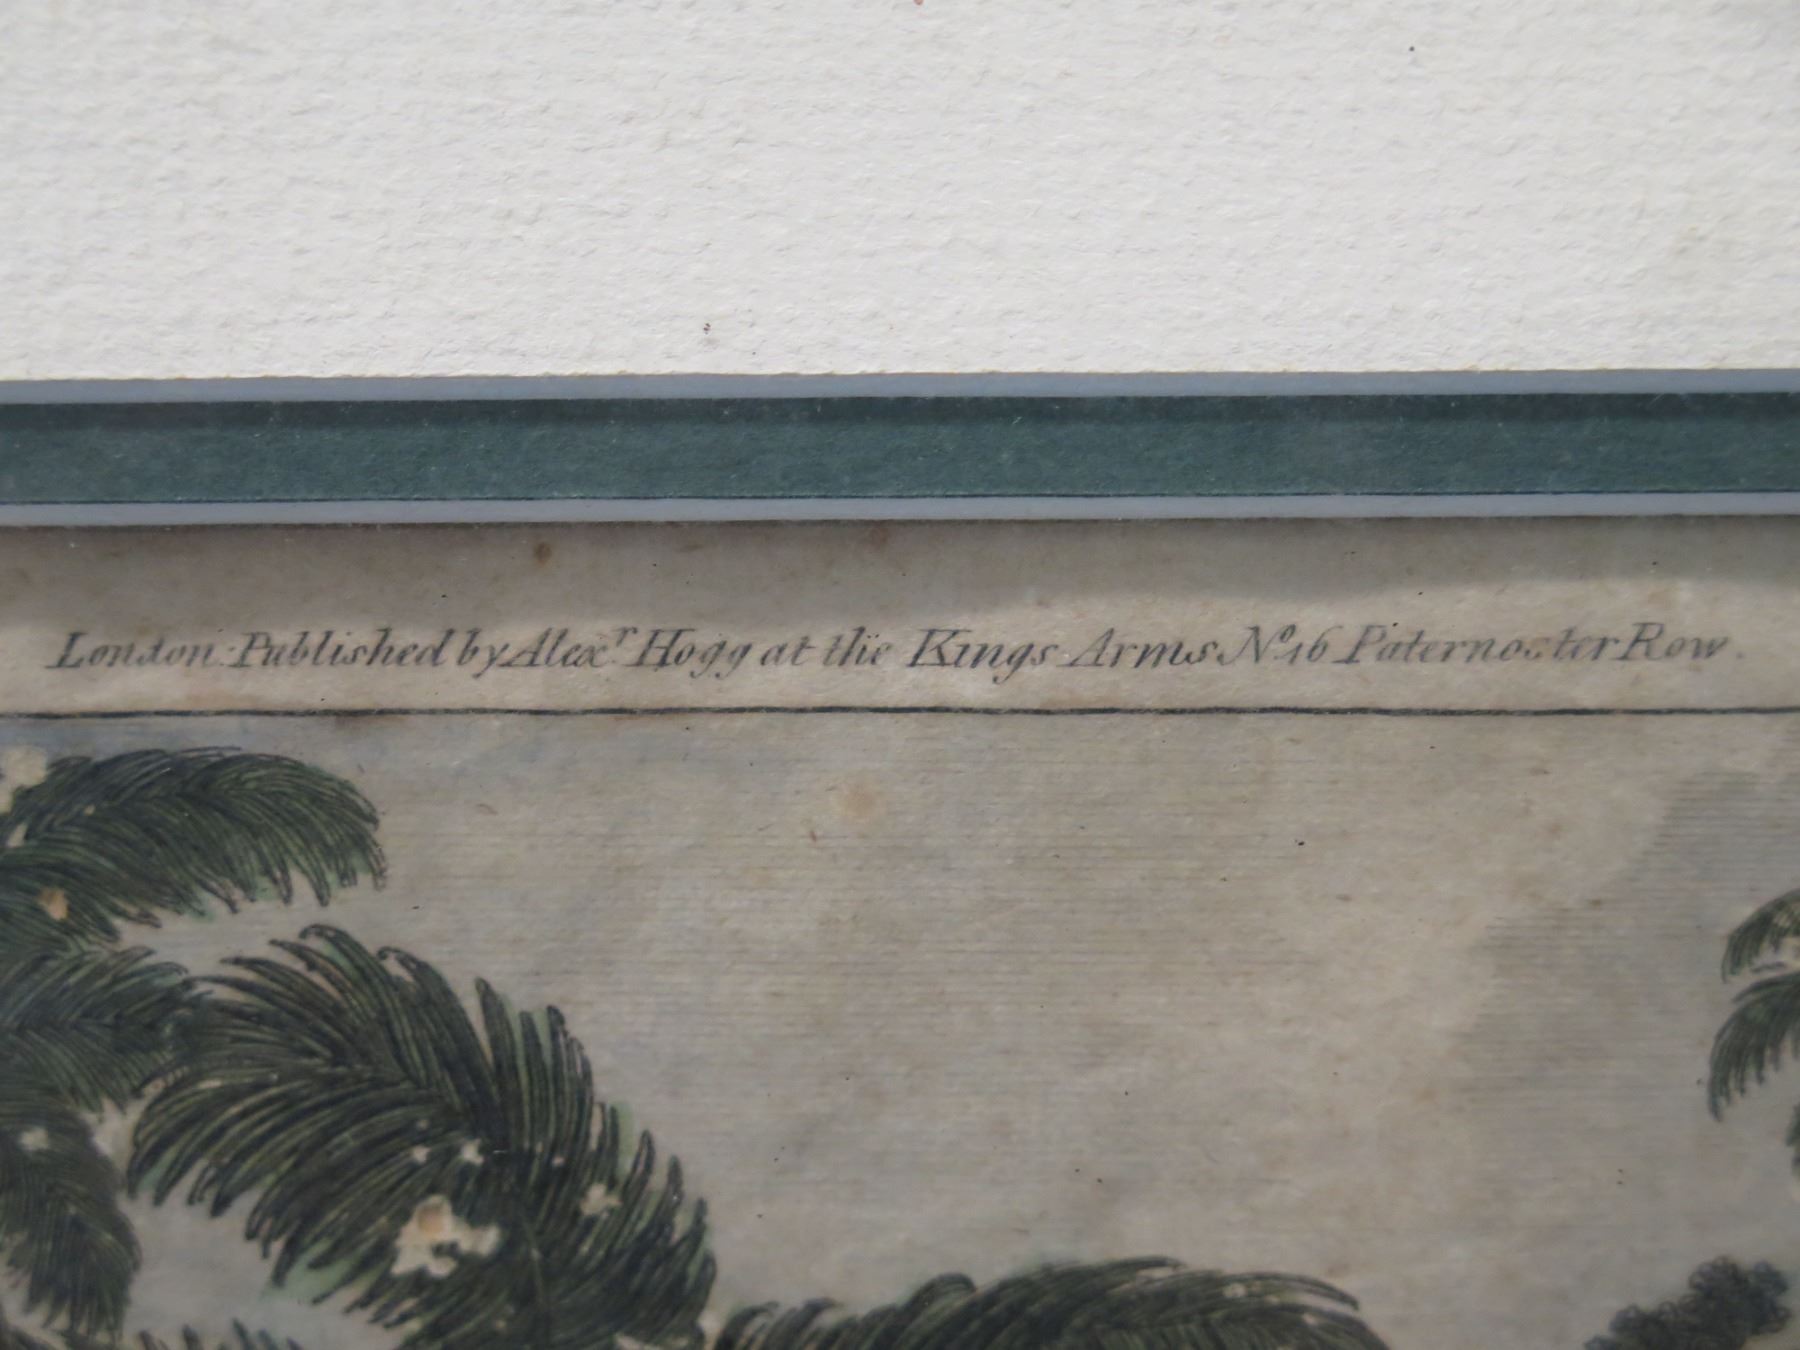 London: Published by Alexʳ Hogg at the Kings Arms Nº 16 Paternoster Row.